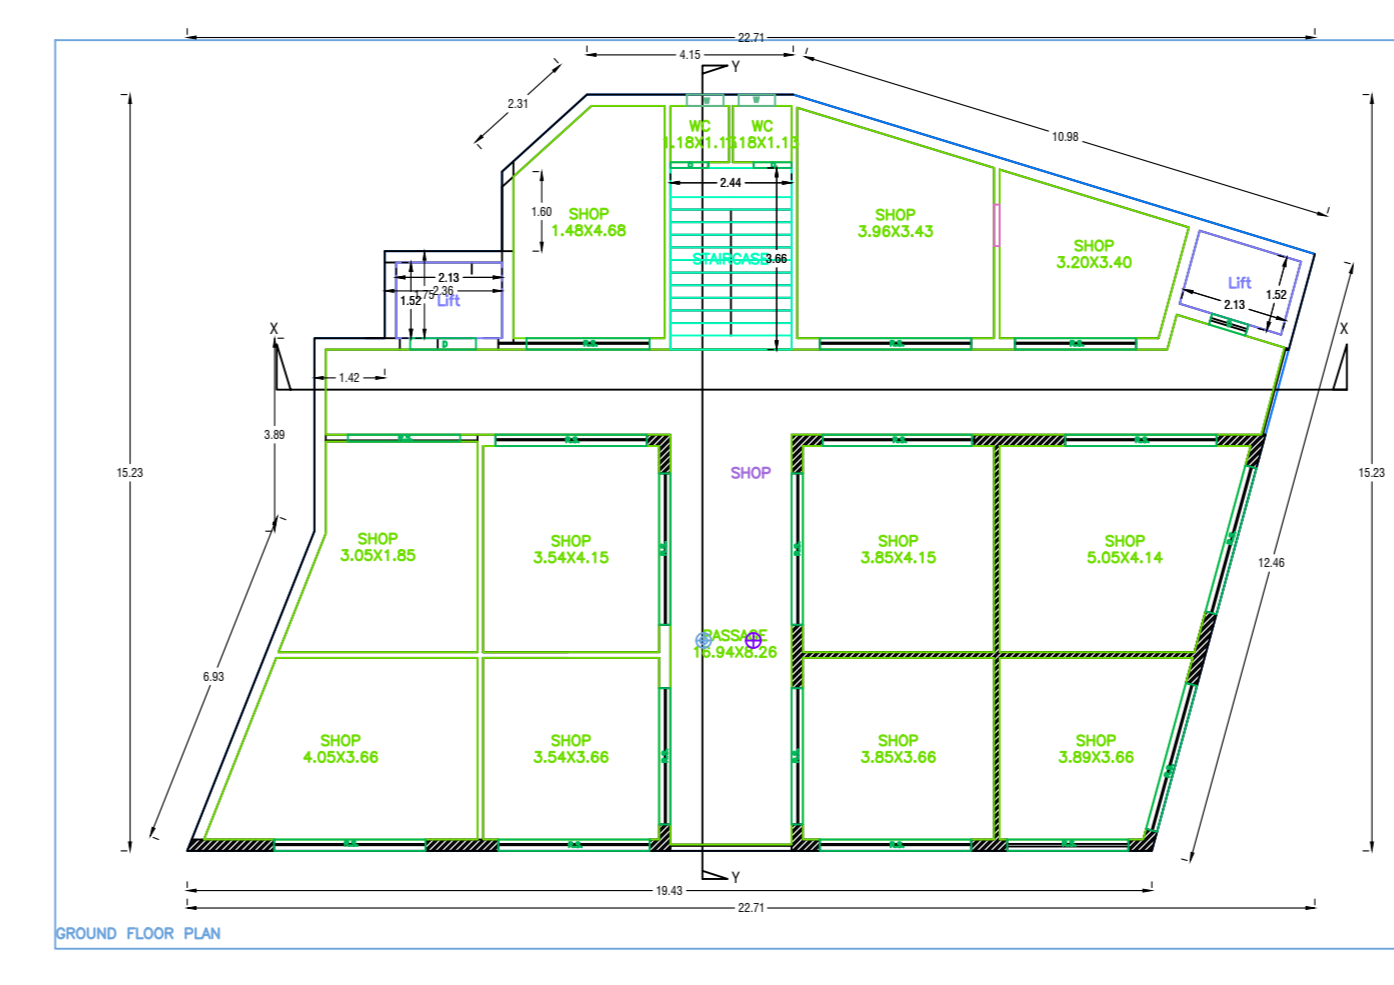 22.71
4.15
Y
2.31
10.98
WC
WC
1.18X1.13
2.44
1.60
SHOP
1.48X4.68
SHOP
3.96X3.43
SHOP
3.20X3.40
STAIRCASE
3.66
2.13
2.36
1.52
Lift
Lift
1.52
2.13
D
R.S
R.S
R.S
X
X
1.42
3.89
15.23
15.23
R.S
R.S
R.S
R.S
SHOP
SHOP
3.05X1.85
SHOP
3.54X4.15
SHOP
3.85X4.15
SHOP
5.05X4.14
12.46
PASSAGE
6.93
SHOP
4.05X3.66
SHOP
3.54X3.66
SHOP
3.85X3.66
SHOP
3.89X3.66
R.S
R.S
R.S
R.S
Y
19.43
22.71
GROUND FLOOR PLAN